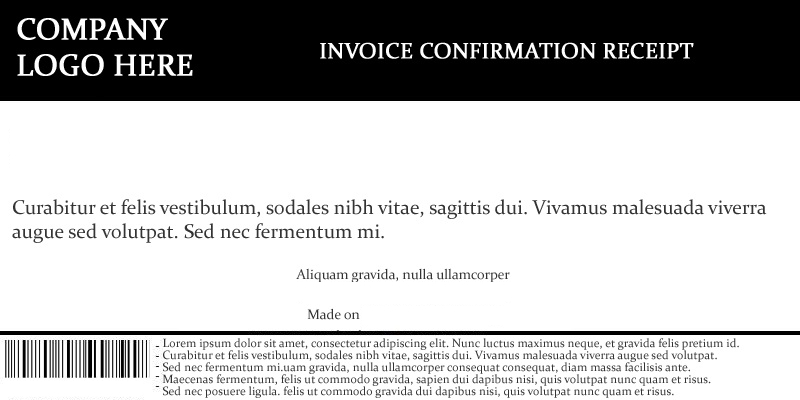 COMPANY
LOGO HERE
INVOICE CONFIRMATION RECEIPT
Curabitur et felis vestibulum, sodales nibh vitae, sagittis dui. Vivamus malesuada viverra
augue sed volutpat. Sed nec fermentum mi.
Aliquam gravida, nulla ullamcorper
Made on
- Lorem ipsum dolor sit amet, consectetur adipiscing elit. Nunc luctus maximus neque, et gravida felis pretium id.
- Curabitur et felis vestibulum, sodales nibh vitae, sagittis dui. Vivamus malesuada viverra augue sed volutpat.
- Sed nec fermentum mi.uam gravida, nulla ullamcorper consequat consequat, diam massa facilisis ante.
- Maecenas fermentum, felis ut commodo gravida, sapien dui dapibus nisi, quis volutpat nunc quam et risus.
- Sed nec posuere ligula. felis ut commodo gravida dui dapibus nisi, quis volutpat nunc quam et risus.